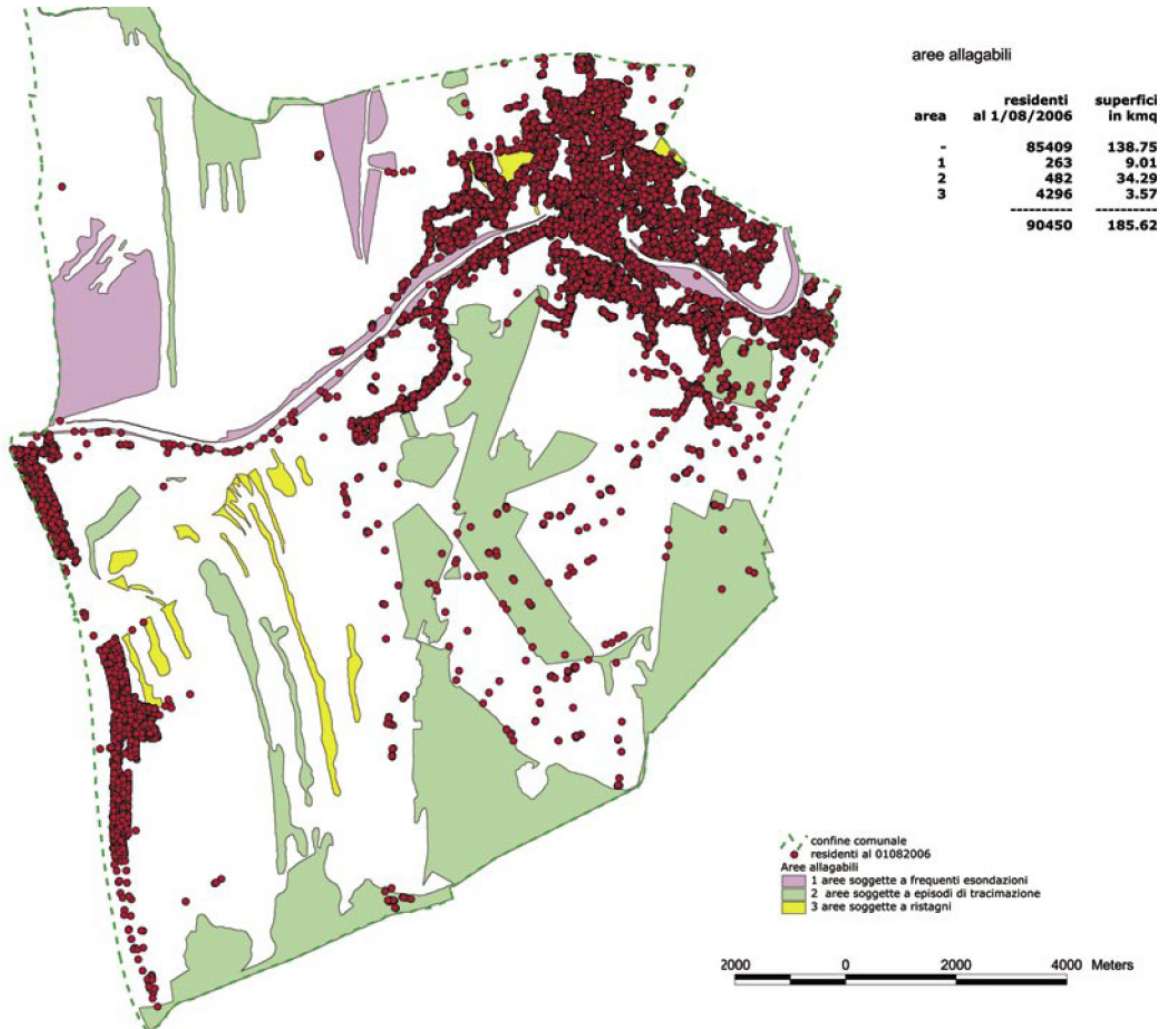 aree allagabili
residenti superfici
area al 1/08/2006 in kmq
- 85409 138.75
1 263 9.01
2 482 34.29
3 4296 3.57
---------- ----------
90450 185.62
confine comunale
residenti al 01082006
Aree allagabili
1 aree soggette a frequenti esondazioni
2 aree soggette a episodi di tracimazione
3 aree soggette a ristagni
2000 0 2000 4000 Meters